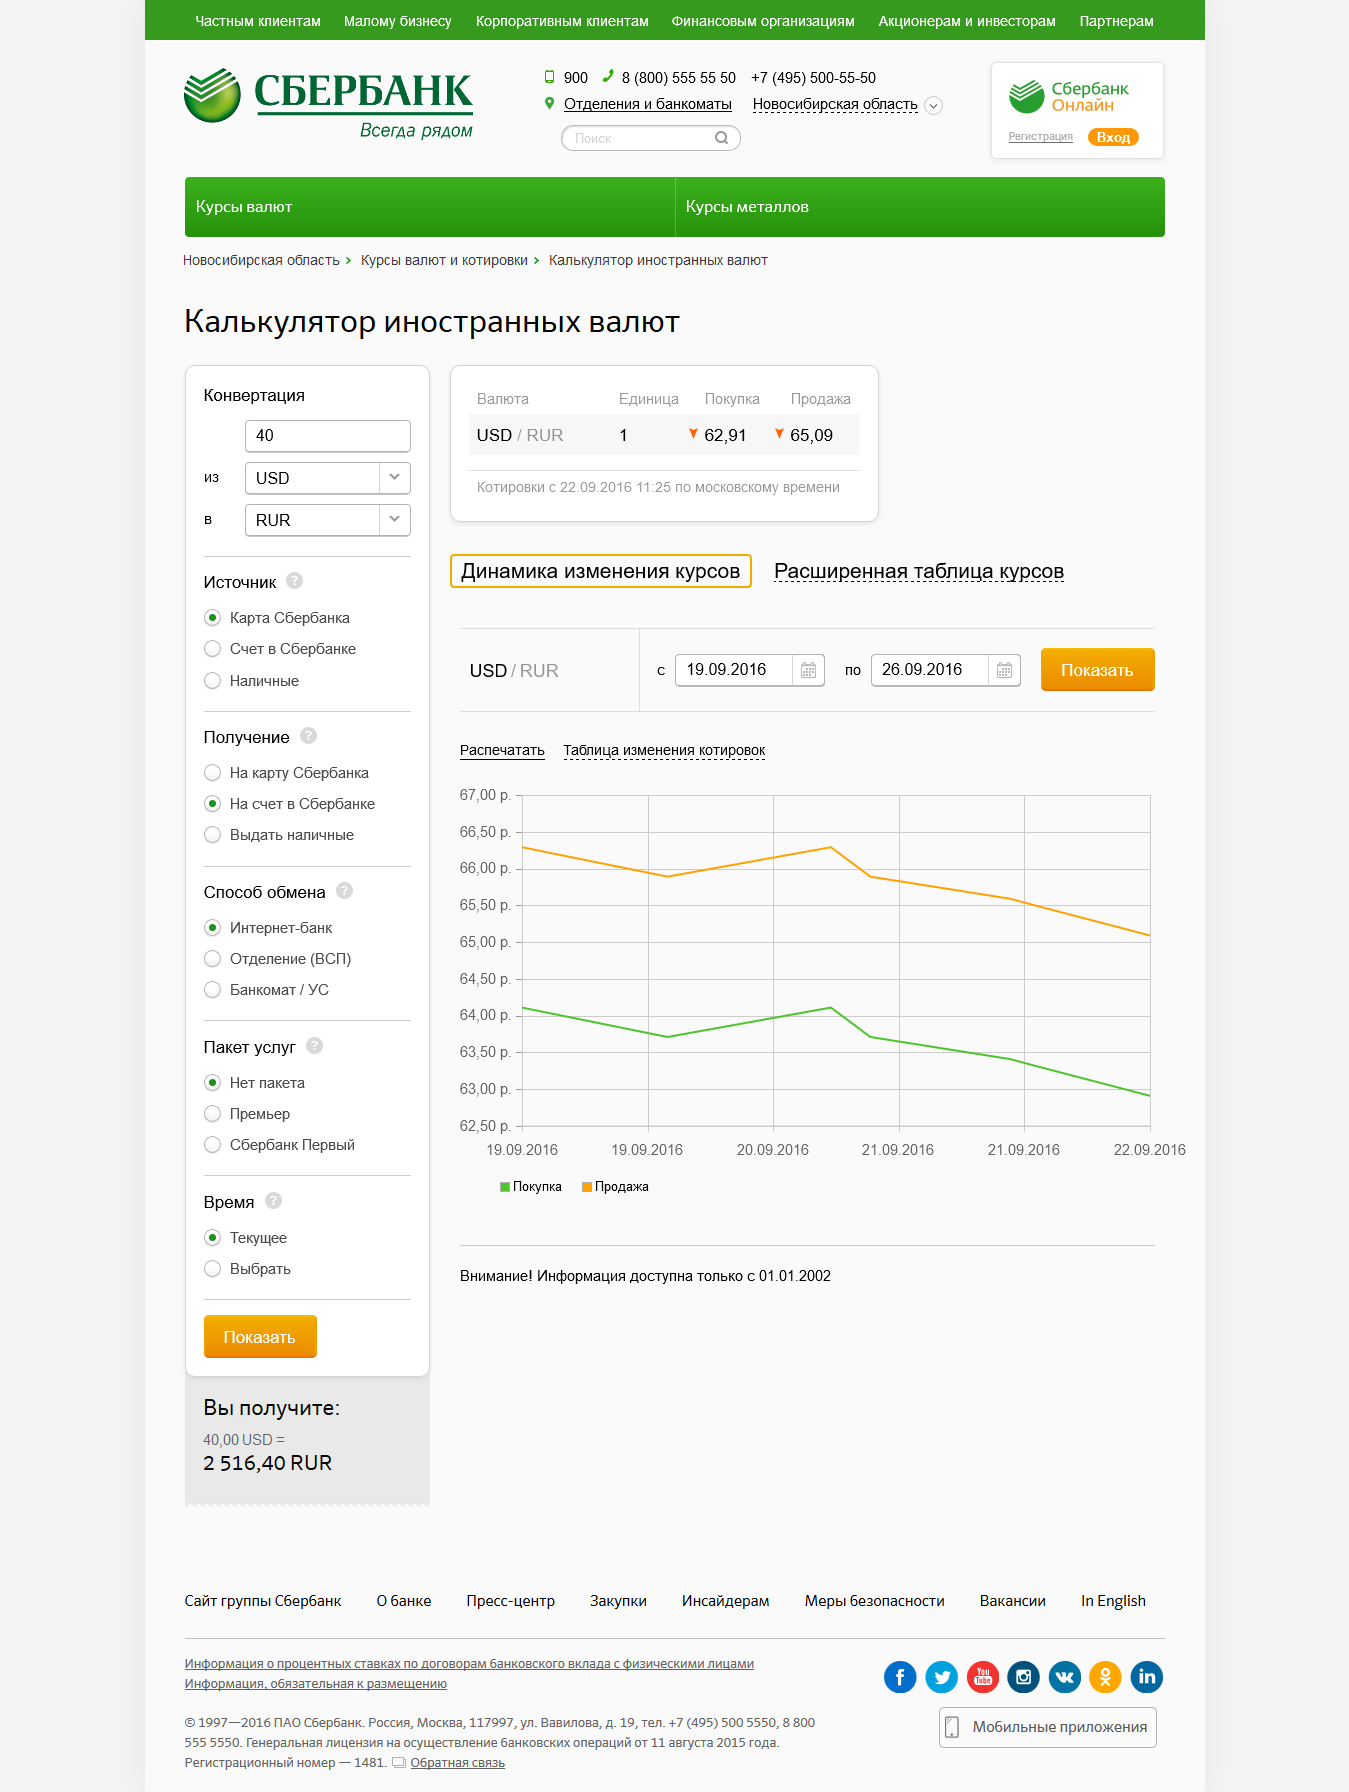 Частным клиентам Малому бизнесу Корпоративным клиентам Финансовым организациям Акционерам и инвесторам Партнерам
СБЕРБАНК
Всегда рядом
900 8 (800) 555 55 50 +7 (495) 500-55-50
Отделения и банкоматы Новосибирская область
Поиск
Сбербанк
Онлайн
Регистрация Вход
Курсы валют Курсы металлов
Новосибирская область Курсы валют и котировки Калькулятор иностранных валют
Калькулятор иностранных валют
Конвертация
40
из USD
в RUR
Источник ?
Карта Сбербанка
Счет в Сбербанке
Наличные
Получение ?
На карту Сбербанка
На счет в Сбербанке
Выдать наличные
Способ обмена ?
Интернет-банк
Отделение (ВСП)
Банкомат / УС
Пакет услуг ?
Нет пакета
Премьер
Сбербанк Первый
Время ?
Текущее
Выбрать
Показать
Вы получите:
40,00 USD =
2 516,40 RUR
Валюта Единица Покупка Продажа
USD / RUR 1 62,91 65,09
Котировки с 22.09.2016 11:25 по московскому времени
Динамика изменения курсов Расширенная таблица курсов
USD / RUR с 19.09.2016 по 26.09.2016 Показать
Распечатать Таблица изменения котировок
67,00 р.
66,50 р.
66,00 р.
65,50 р.
65,00 р.
64,50 р.
64,00 р.
63,50 р.
63,00 р.
62,50 р.
19.09.2016 19.09.2016 20.09.2016 21.09.2016 21.09.2016 22.09.2016
Покупка Продажа
Внимание! Информация доступна только с 01.01.2002
Сайт группы Сбербанк О банке Пресс-центр Закупки Инсайдерам Меры безопасности Вакансии In English
Информация о процентных ставках по договорам банковского вклада с физическими лицами
Информация, обязательная к размещению
You Tube
in
© 1997—2016 ПАО Сбербанк. Россия, Москва, 117997, ул. Вавилова, д. 19, тел. +7 (495) 500 5550, 8 800
555 5550. Генеральная лицензия на осуществление банковских операций от 11 августа 2015 года.
Регистрационный номер — 1481. Обратная связь
Мобильные приложения